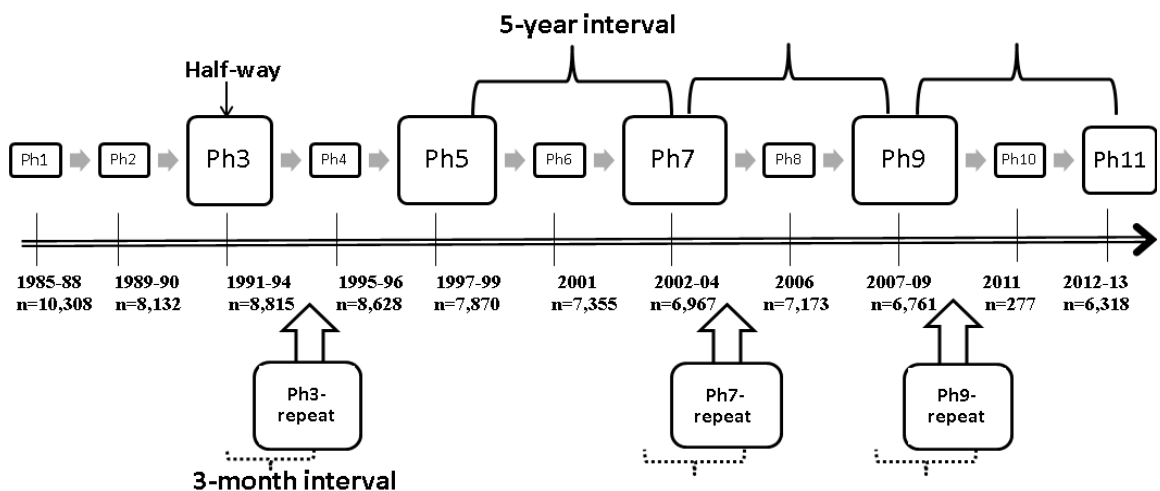 5-year interval
Half-way
Ph1
Ph2
Ph3
Ph4
Ph5
Ph6
Ph7
Ph8
Ph9
Ph10
Ph11
1985-88
n=10,308
1989-90
n=8,132
1991-94
n=8,815
1995-96
n=8,628
1997-99
n=7,870
2001
n=7,355
2002-04
n=6,967
2006
n=7,173
2007-09
n=6,761
2011
n=277
2012-13
n=6,318
Ph3-
repeat
Ph7-
repeat
Ph9-
repeat
3-month interval